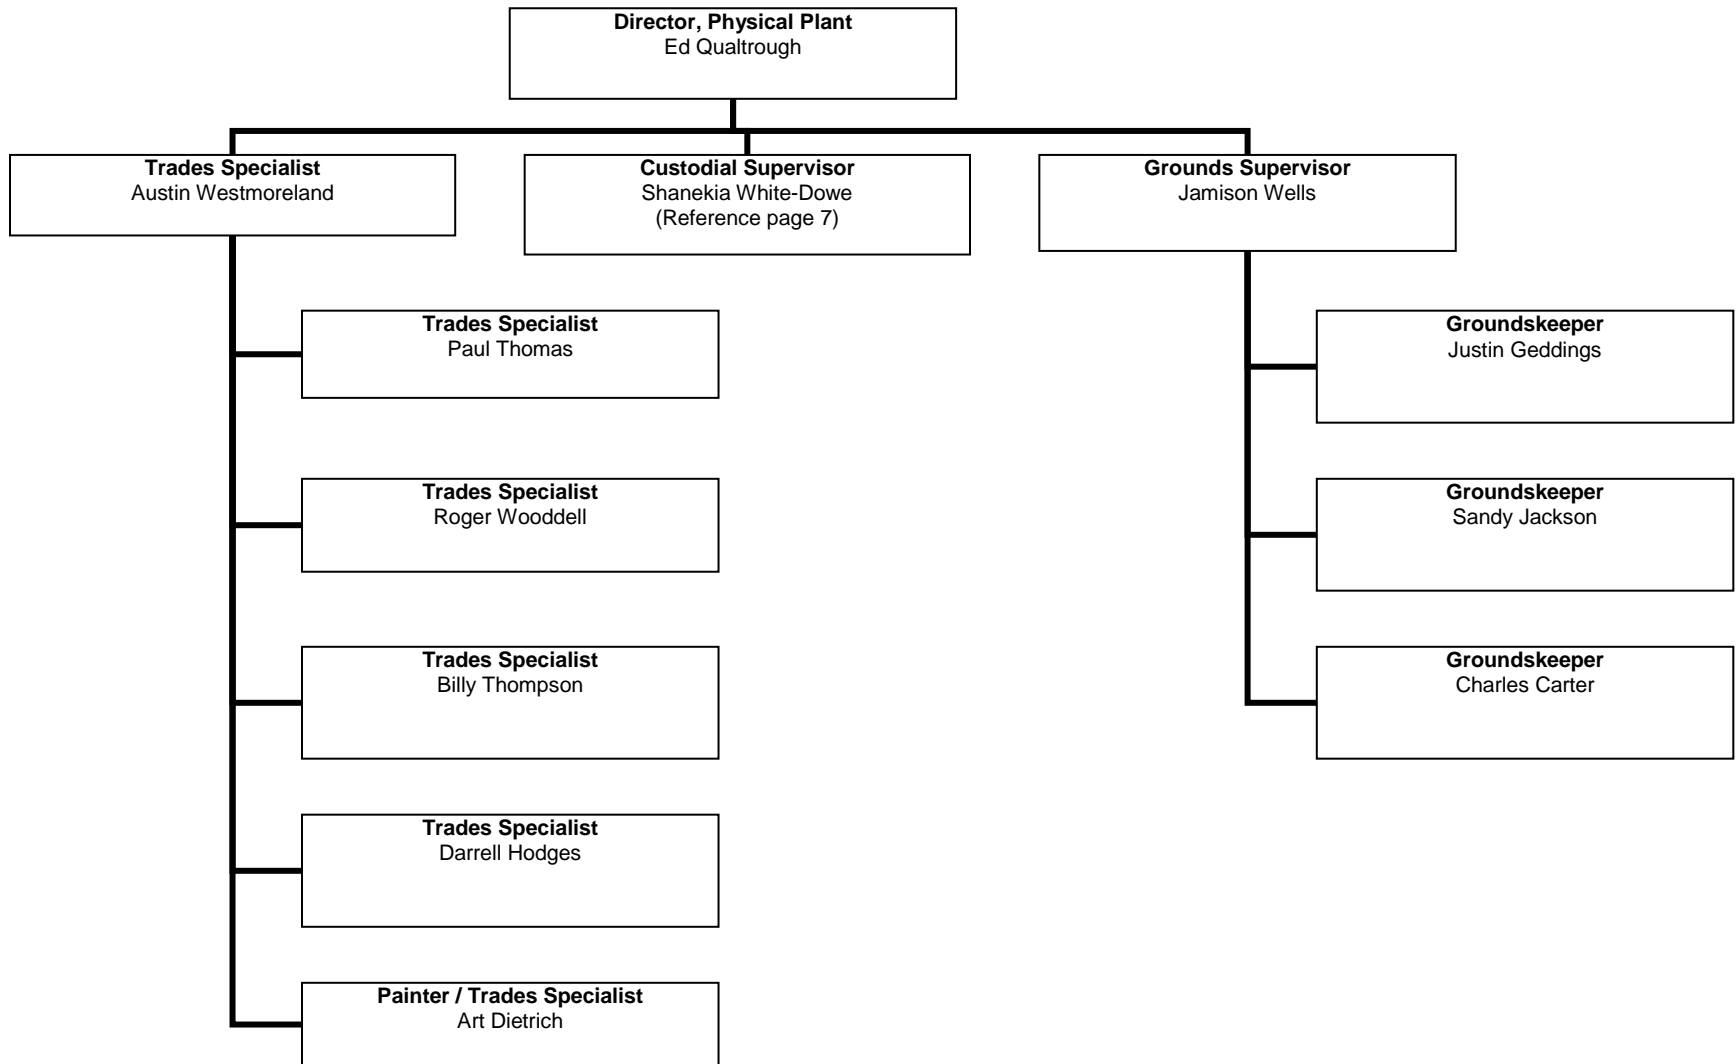 Director, Physical Plant
Ed Qualtrough
Trades Specialist
Austin Westmoreland
Custodial Supervisor
Shanekia White-Dowe
(Reference page 7)
Grounds Supervisor
Jamison Wells
Trades Specialist
Paul Thomas
Trades Specialist
Roger Wooddell
Trades Specialist
Billy Thompson
Trades Specialist
Darrell Hodges
Painter / Trades Specialist
Art Dietrich
Groundskeeper
Justin Geddings
Groundskeeper
Sandy Jackson
Groundskeeper
Charles Carter